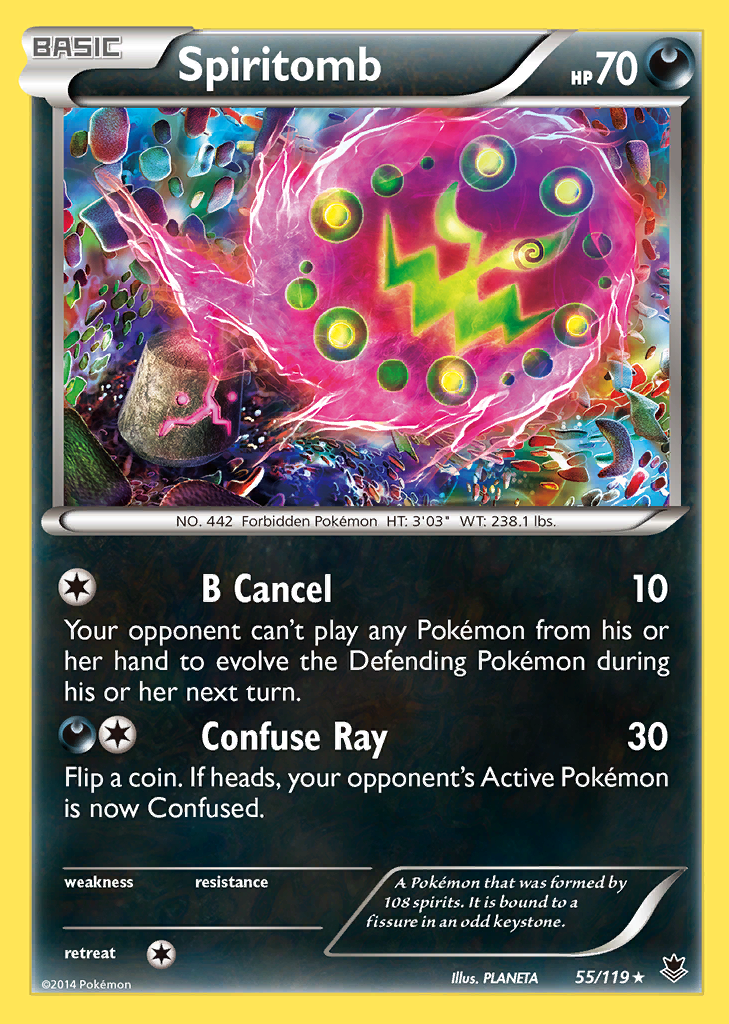 BASIC
Spiritomb
HP 70
NO. 442 Forbidden Pokémon HT: 3'03" WT: 238.1 lbs.
B Cancel 10
Your opponent can't play any Pokémon from his or
her hand to evolve the Defending Pokémon during
his or her next turn.
Confuse Ray 30
Flip a coin. If heads, your opponent's Active Pokémon
is now Confused.
weakness resistance
A Pokémon that was formed by
108 spirits. It is bound to a
fissure in an odd keystone.
retreat
©2014 Pokémon
Illus. PLANETA
55/119★